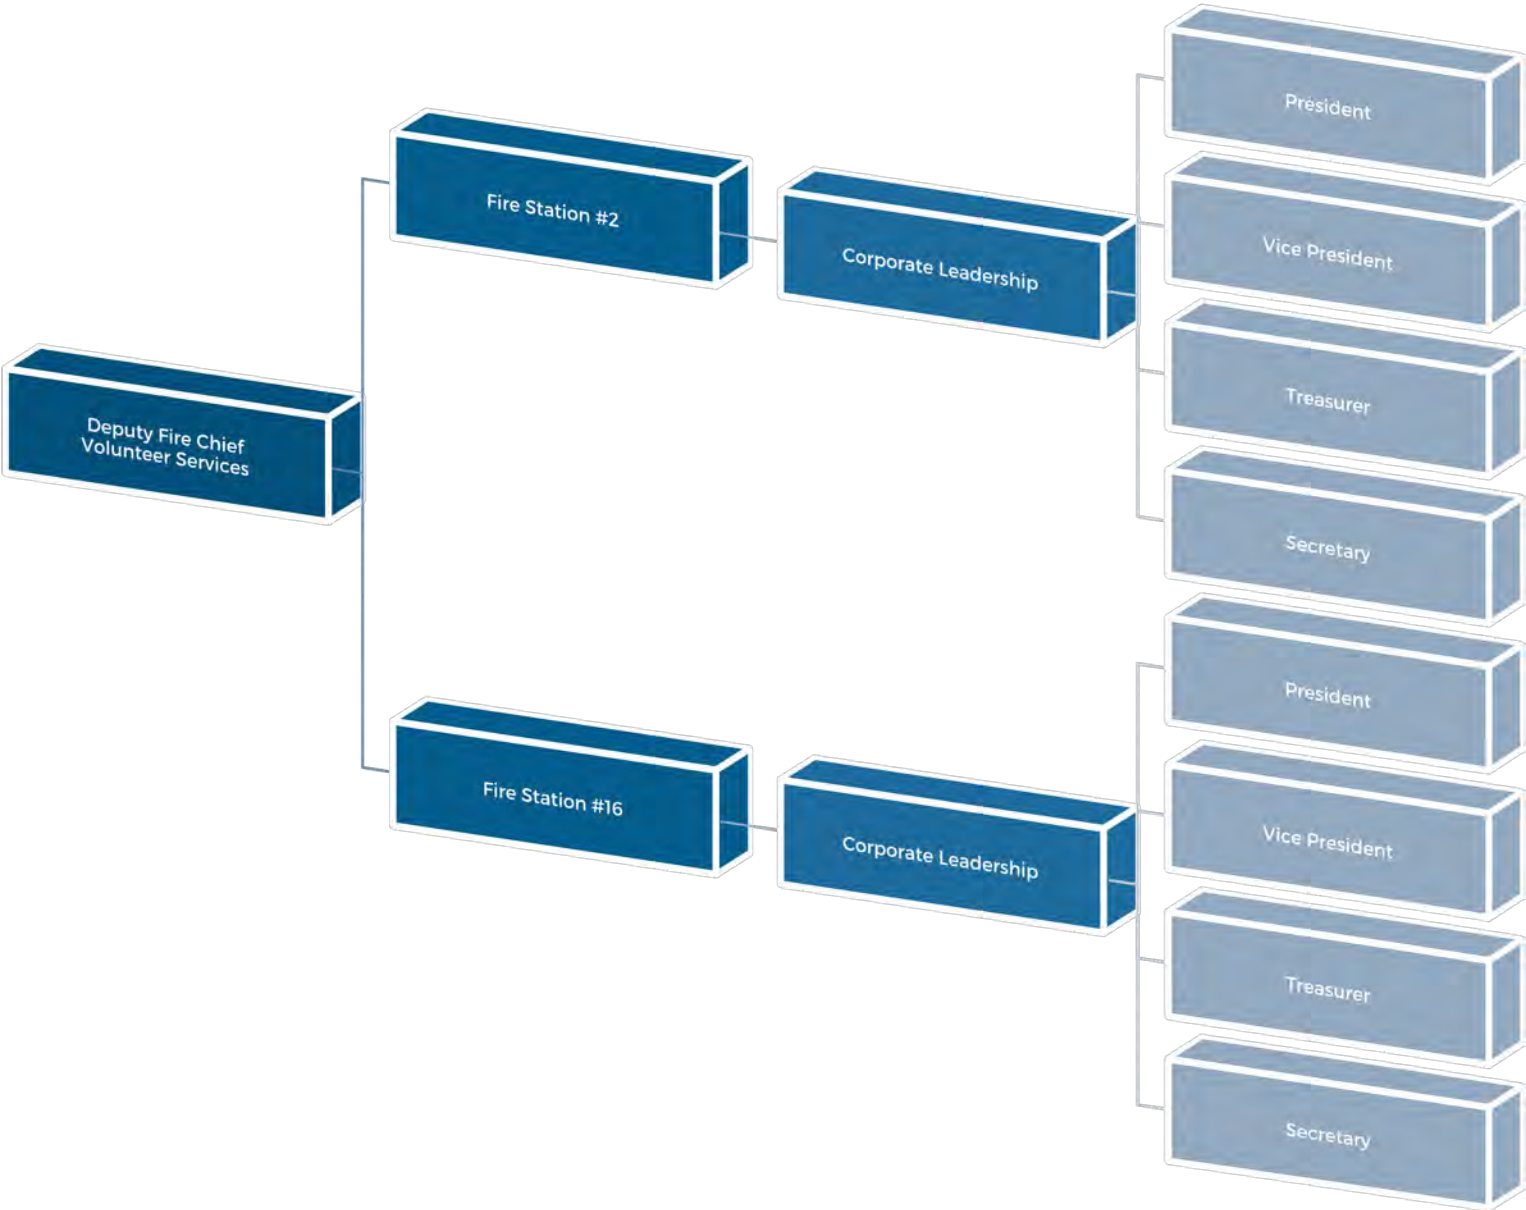 Deputy Fire Chief
Volunteer Services
Fire Station #2
Corporate Leadership
President
Vice President
Treasurer
Secretary
Fire Station #16
Corporate Leadership
President
Vice President
Treasurer
Secretary